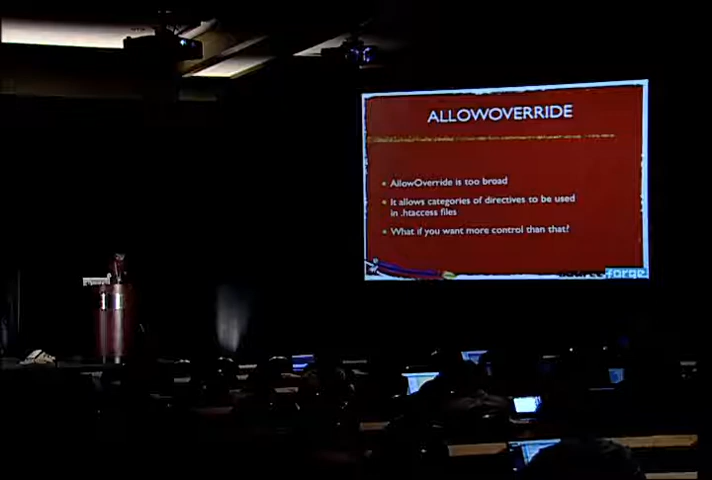 ALLOWOVERRIDE
AllowOverride is too broad
It allows categories of directives to be used
in .htaccess files
What if you want more control than that?
sourceforge